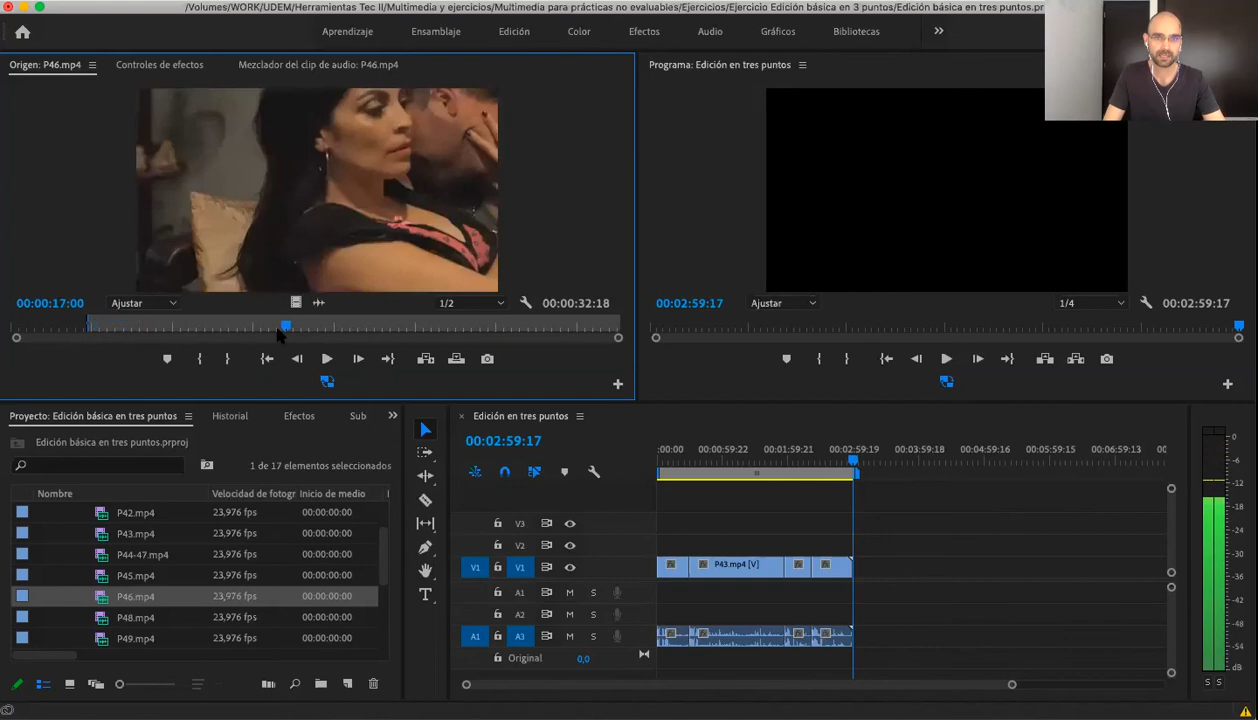 /Volumes/WORK/UDEM/Herramientas Tec II/Multimedia y ejercicios/Multimedia para prácticas no evaluables/Ejercicios/Ejercicio Edición básica en 3 puntos/Edición básica en tres puntos.pr
Aprendizaje Ensamblaje Edición Color Efectos Audio Gráficos Bibliotecas
Origen: P46.mp4 Controles de efectos Mezclador del clip de audio: P46.mp4
Programa: Edición en tres puntos
00:00:17:00 Ajustar 1/2 00:00:32:18
00:02:59:17 Ajustar 1/4 00:02:59:17
Proyecto: Edición básica en tres puntos Historial Efectos Sub
Edición básica en tres puntos.prproj
1 de 17 elementos seleccionados
Nombre Velocidad de fotogr Inicio de medio
P42.mp4 23,976 fps 00:00:00:00
P43.mp4 23,976 fps 00:00:00:00
P44-47.mp4 23,976 fps 00:00:00:00
P45.mp4 23,976 fps 00:00:00:00
P46.mp4 23,976 fps 00:00:00:00
P48.mp4 23,976 fps 00:00:00:00
P49.mp4 23,976 fps 00:00:00:00
× Edición en tres puntos
00:02:59:17
:00:00 00:00:59:22 00:01:59:21 00:02:59:19 00:03:59:18 00:04:59:16 00:05:59:15 00:06:59:13 00:
V3
V2
V1 V1 P43.mp4 [V]
A1 M S
A2 M S
A1 A3 M S
Original 0,0
0
-6
-12
-18
-24
-30
-36
-42
-48
-54
dB
S S